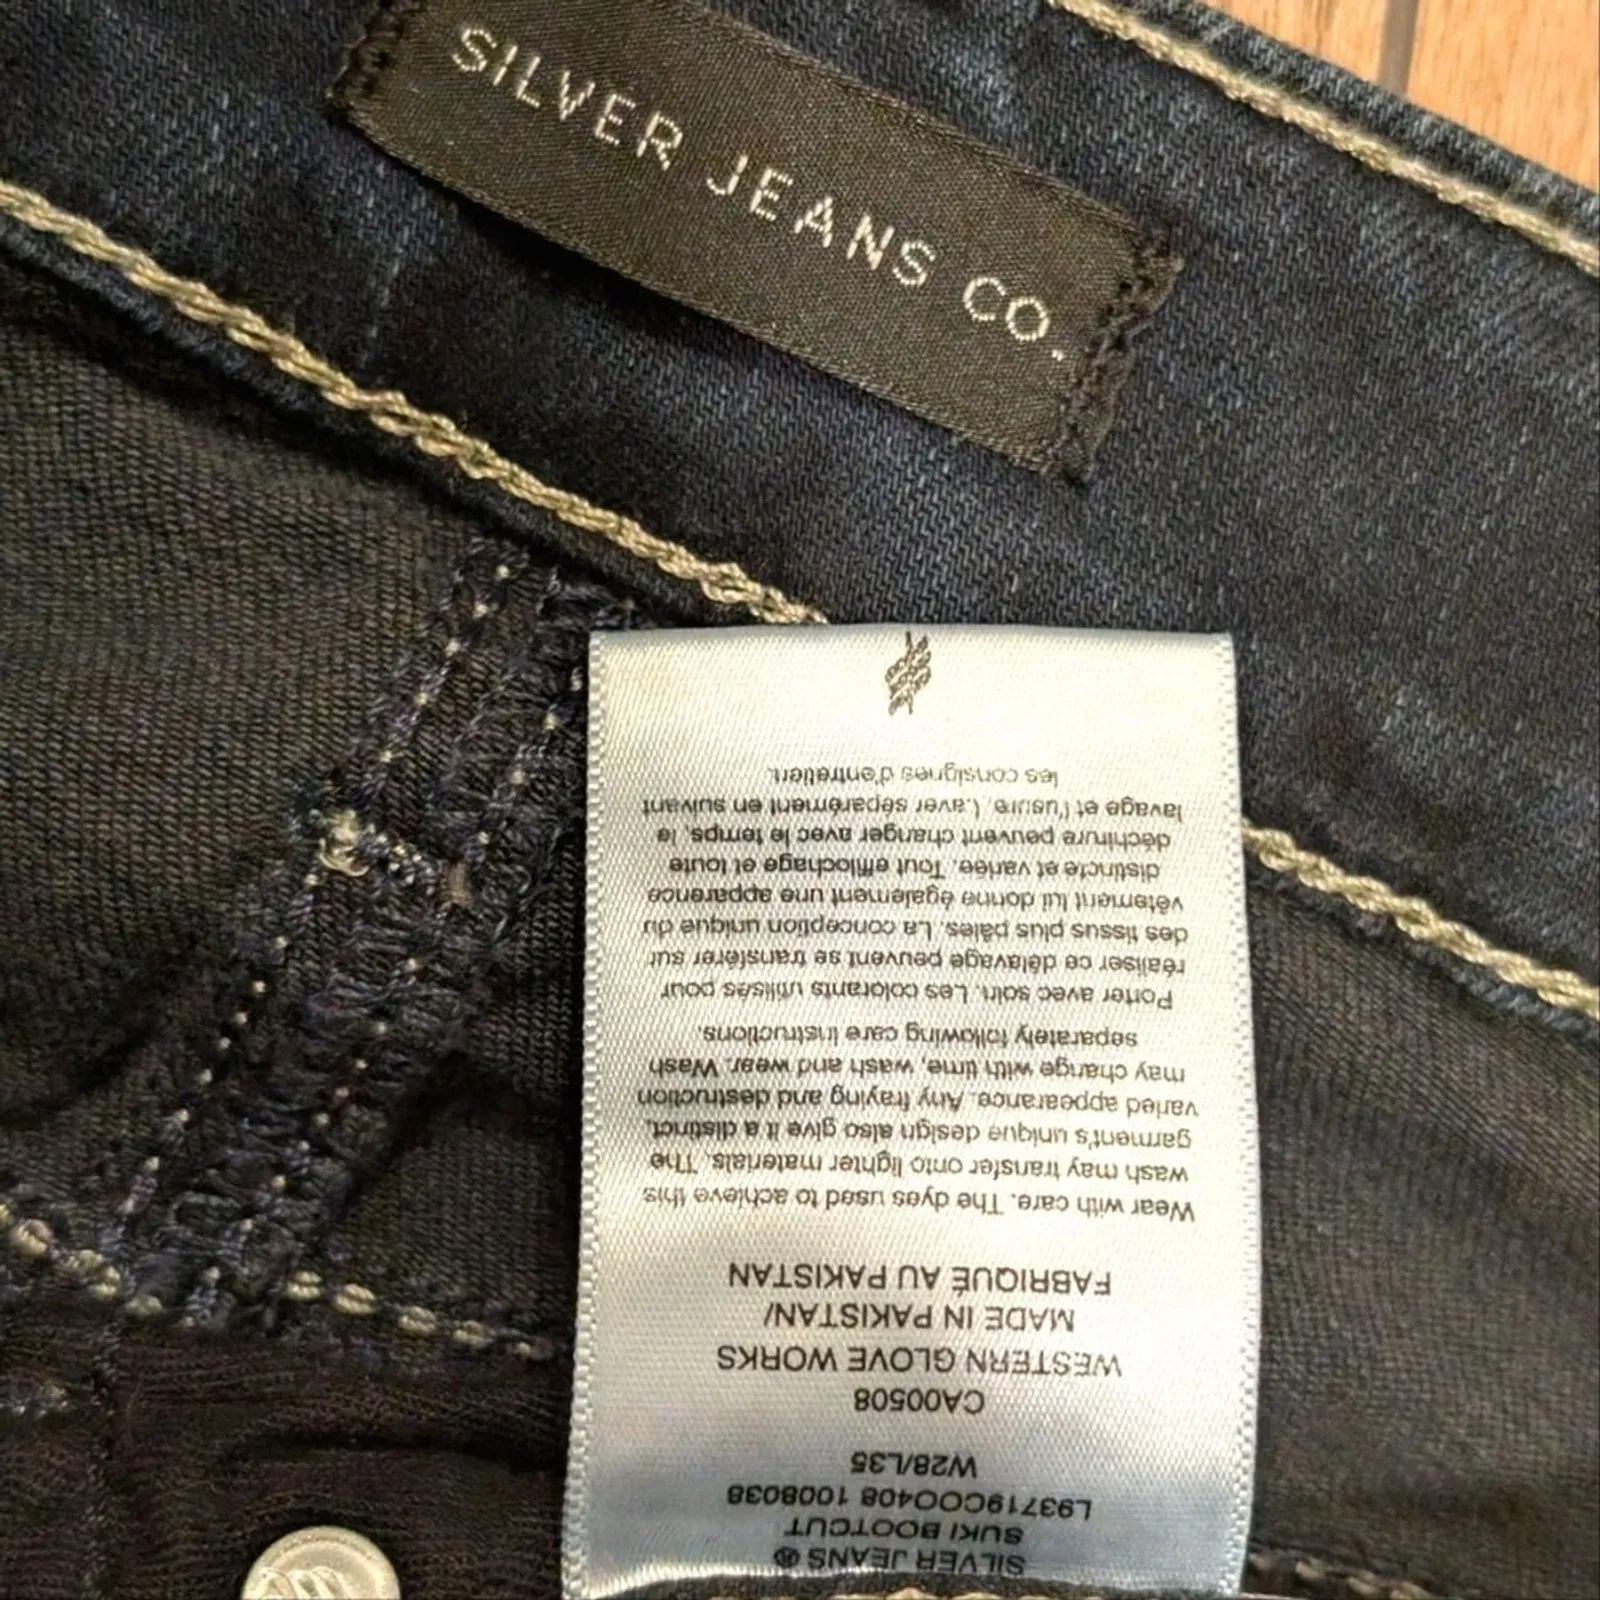 SILVER JEANS CO.
SILVER JEANS ®
SUKI BOOTCUT
L93719COO408 1008038
W28/L35
CA00508
WESTERN GLOVE WORKS
MADE IN PAKISTAN/
FABRIQUÉ AU PAKISTAN
Wear with care. The dyes used to achieve this
wash may transfer onto lighter materials. The
garment's unique design also give it a distinct,
varied appearance. Any fraying and destruction
may change with time, wash and wear. Wash
separately following care instructions.
Porter avec soin. Les colorants utilisés pour
réaliser ce délavage peuvent se transférer sur
des tissus plus pâles. La conception unique du
vêtement lui donne également une apparence
distincte et variée. Tout effilochage et toute
déchirure peuvent changer avec le temps, le
lavage et l'usure. Laver séparément en suivant
les consignes d'entretien.